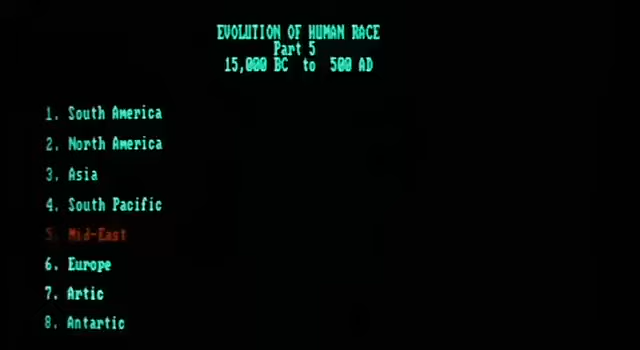 EVOLUTION OF HUMAN RACE
Part 5
15,000 BC to 500 AD
1. South America
2. North America
3. Asia
4. South Pacific
5. Mid-East
6. Europe
7. Artic
8. Antartic